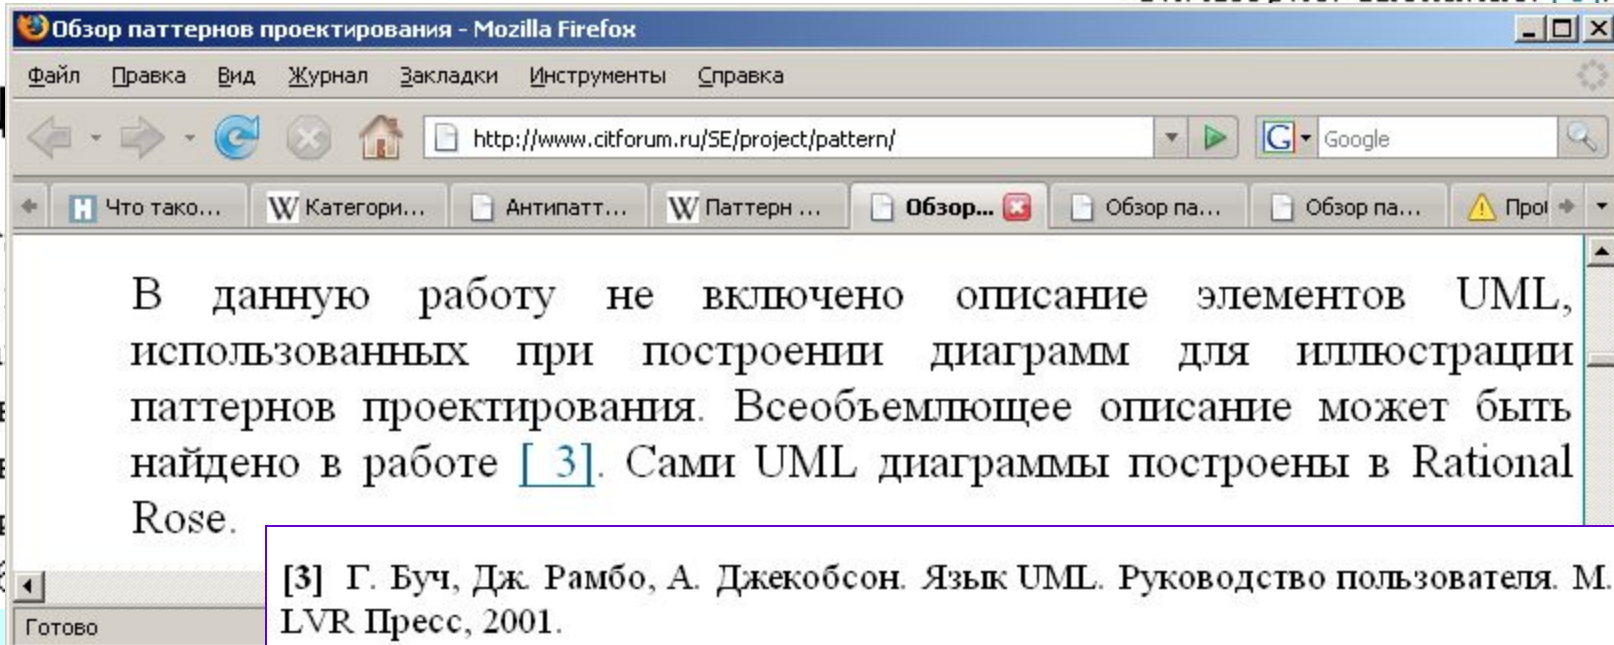 Обзор паттернов проектирования - Mozilla Firefox
Файл Правка Вид Журнал Закладки Инструменты Справка
http://www.citforum.ru/SE/project/pattern/ G Google
Что тако... W Категори... Антипатт... W Паттерн ... Обзор... Обзор па... Обзор па...
В данную работу не включено описание элементов UML,
использованных при построении диаграмм для иллюстрации
паттернов проектирования. Всеобъемлющее описание может быть
найдено в работе [ 3]. Сами UML диаграммы построены в Rational
Rose.
[3] Г. Буч, Дж. Рамбо, А. Джекобсон. Язык UML. Руководство пользователя. М.
LVR Пресс, 2001.
Готово